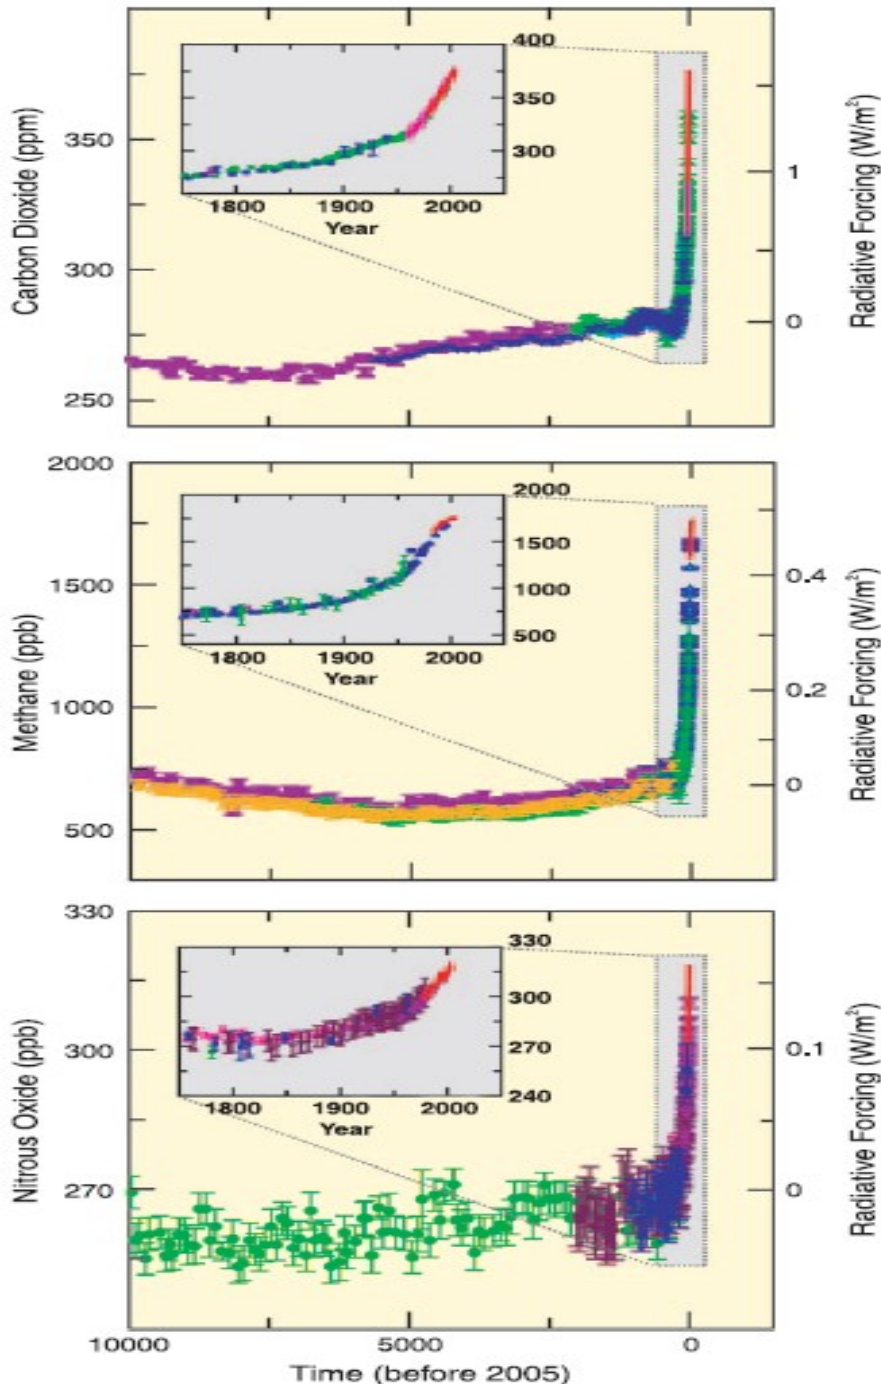 Carbon Dioxide (ppm)
350
300
250
400
350
300
1800 1900 2000
Year
1
0
Radiative Forcing (W/m²)
Methane (ppb)
2000
1500
1000
500
2000
1500
1000
500
1800 1900 2000
Year
0.4
0.2
0
Radiative Forcing (W/m²)
Nitrous Oxide (ppb)
330
300
270
330
300
270
240
1800 1900 2000
Year
0.1
0
Radiative Forcing (W/m²)
10000 5000 0
Time (before 2005)